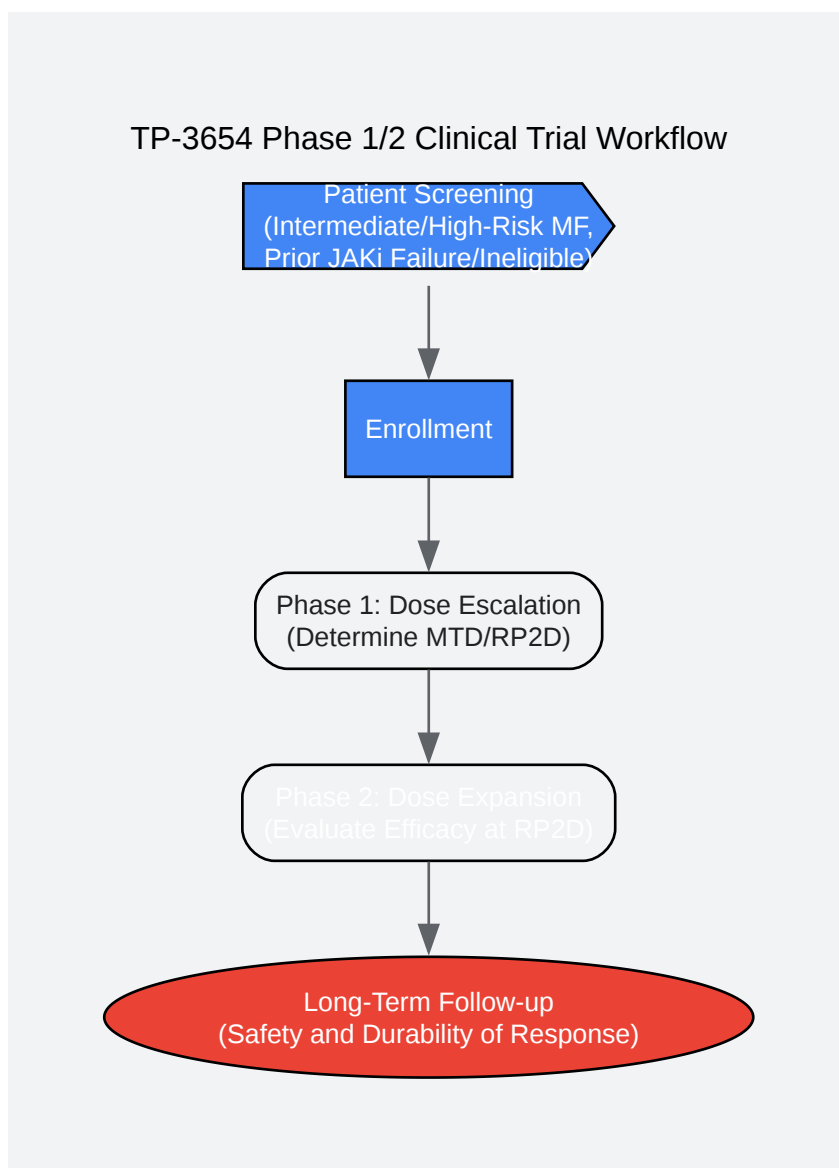 TP-3654 Phase 1/2 Clinical Trial Workflow
Patient Screening
(Intermediate/High-Risk MF,
Prior JAKi Failure/Ineligible)
Enrollment
Phase 1: Dose Escalation
(Determine MTD/RP2D)
Phase 2: Dose Expansion
(Evaluate Efficacy at RP2D)
Long-Term Follow-up
(Safety and Durability of Response)